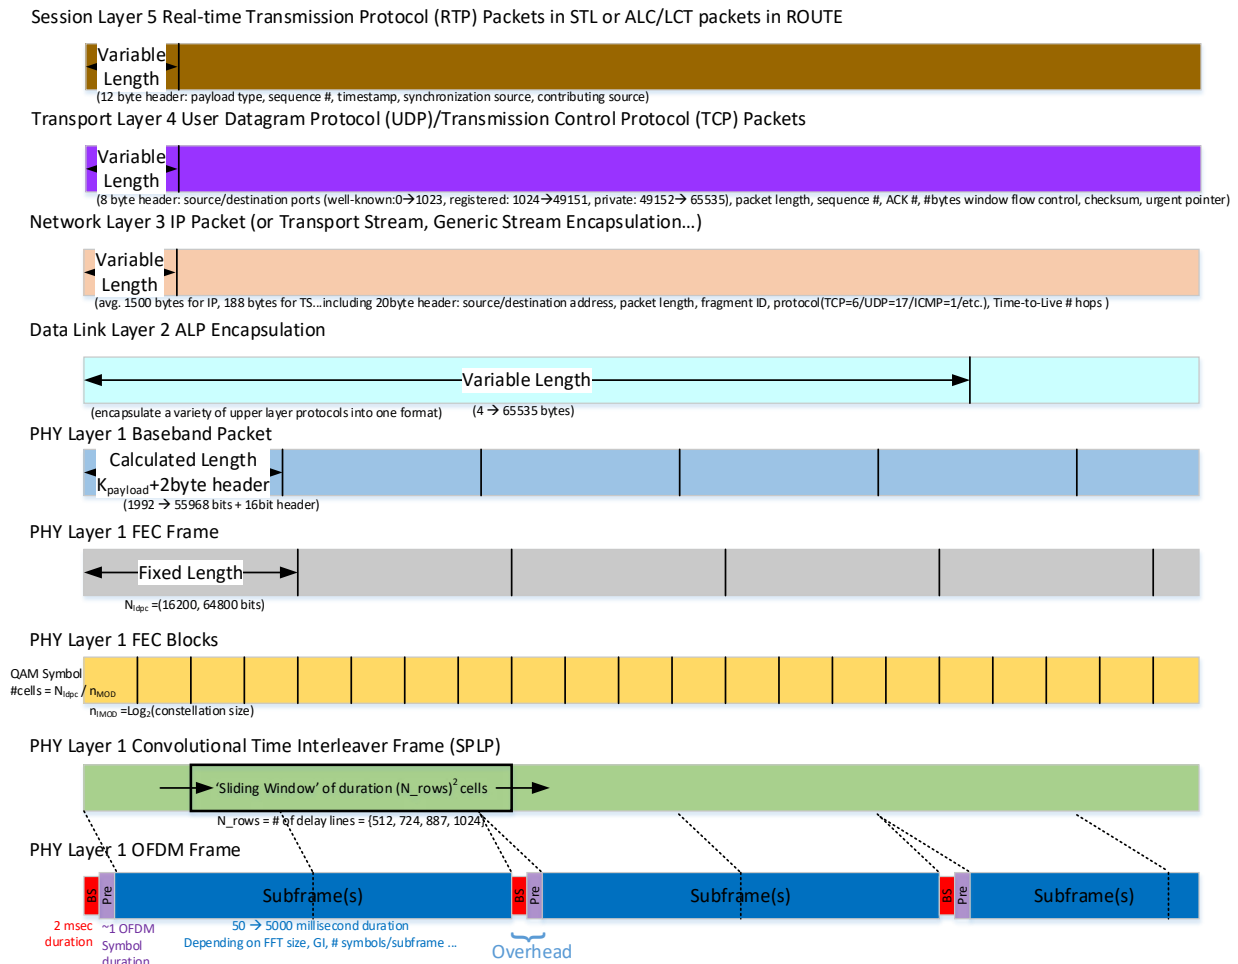 Session Layer 5 Real-time Transmission Protocol (RTP) Packets in STL or ALC/LCT packets in ROUTE
Variable
Length
(12 byte header: payload type, sequence #, timestamp, synchronization source, contributing source)
Transport Layer 4 User Datagram Protocol (UDP)/Transmission Control Protocol (TCP) Packets
Variable
Length
(8 byte header: source/destination ports (well-known:0→1023, registered: 1024→49151, private: 49152→ 65535), packet length, sequence #, ACK #, #bytes window flow control, checksum, urgent pointer)
Network Layer 3 IP Packet (or Transport Stream, Generic Stream Encapsulation…)
Variable
Length
(avg. 1500 bytes for IP, 188 bytes for TS...including 20byte header: source/destination address, packet length, fragment ID, protocol(TCP=6/UDP=17/ICMP=1/etc.), Time-to-Live # hops )
Data Link Layer 2 ALP Encapsulation
Variable Length
(encapsulate a variety of upper layer protocols into one format)
(4 → 65535 bytes)
PHY Layer 1 Baseband Packet
Calculated Length
Kpayload+2byte header
(1992 → 55968 bits + 16bit header)
PHY Layer 1 FEC Frame
Fixed Length
Nldpc =(16200, 64800 bits)
PHY Layer 1 FEC Blocks
QAM Symbol
#cells = Nldpc / nMOD
nMOD =Log2(constellation size)
PHY Layer 1 Convolutional Time Interleaver Frame (SPLP)
'Sliding Window' of duration (N_rows)² cells
N_rows = # of delay lines = {512, 724, 887, 1024}
PHY Layer 1 OFDM Frame
BS
Pre
Subframe(s)
BS
Pre
Subframe(s)
BS
Pre
Subframe(s)
2 msec
duration
~1 OFDM
Symbol
duration
50 → 5000 millisecond duration
Depending on FFT size, GI, # symbols/subframe ...
Overhead